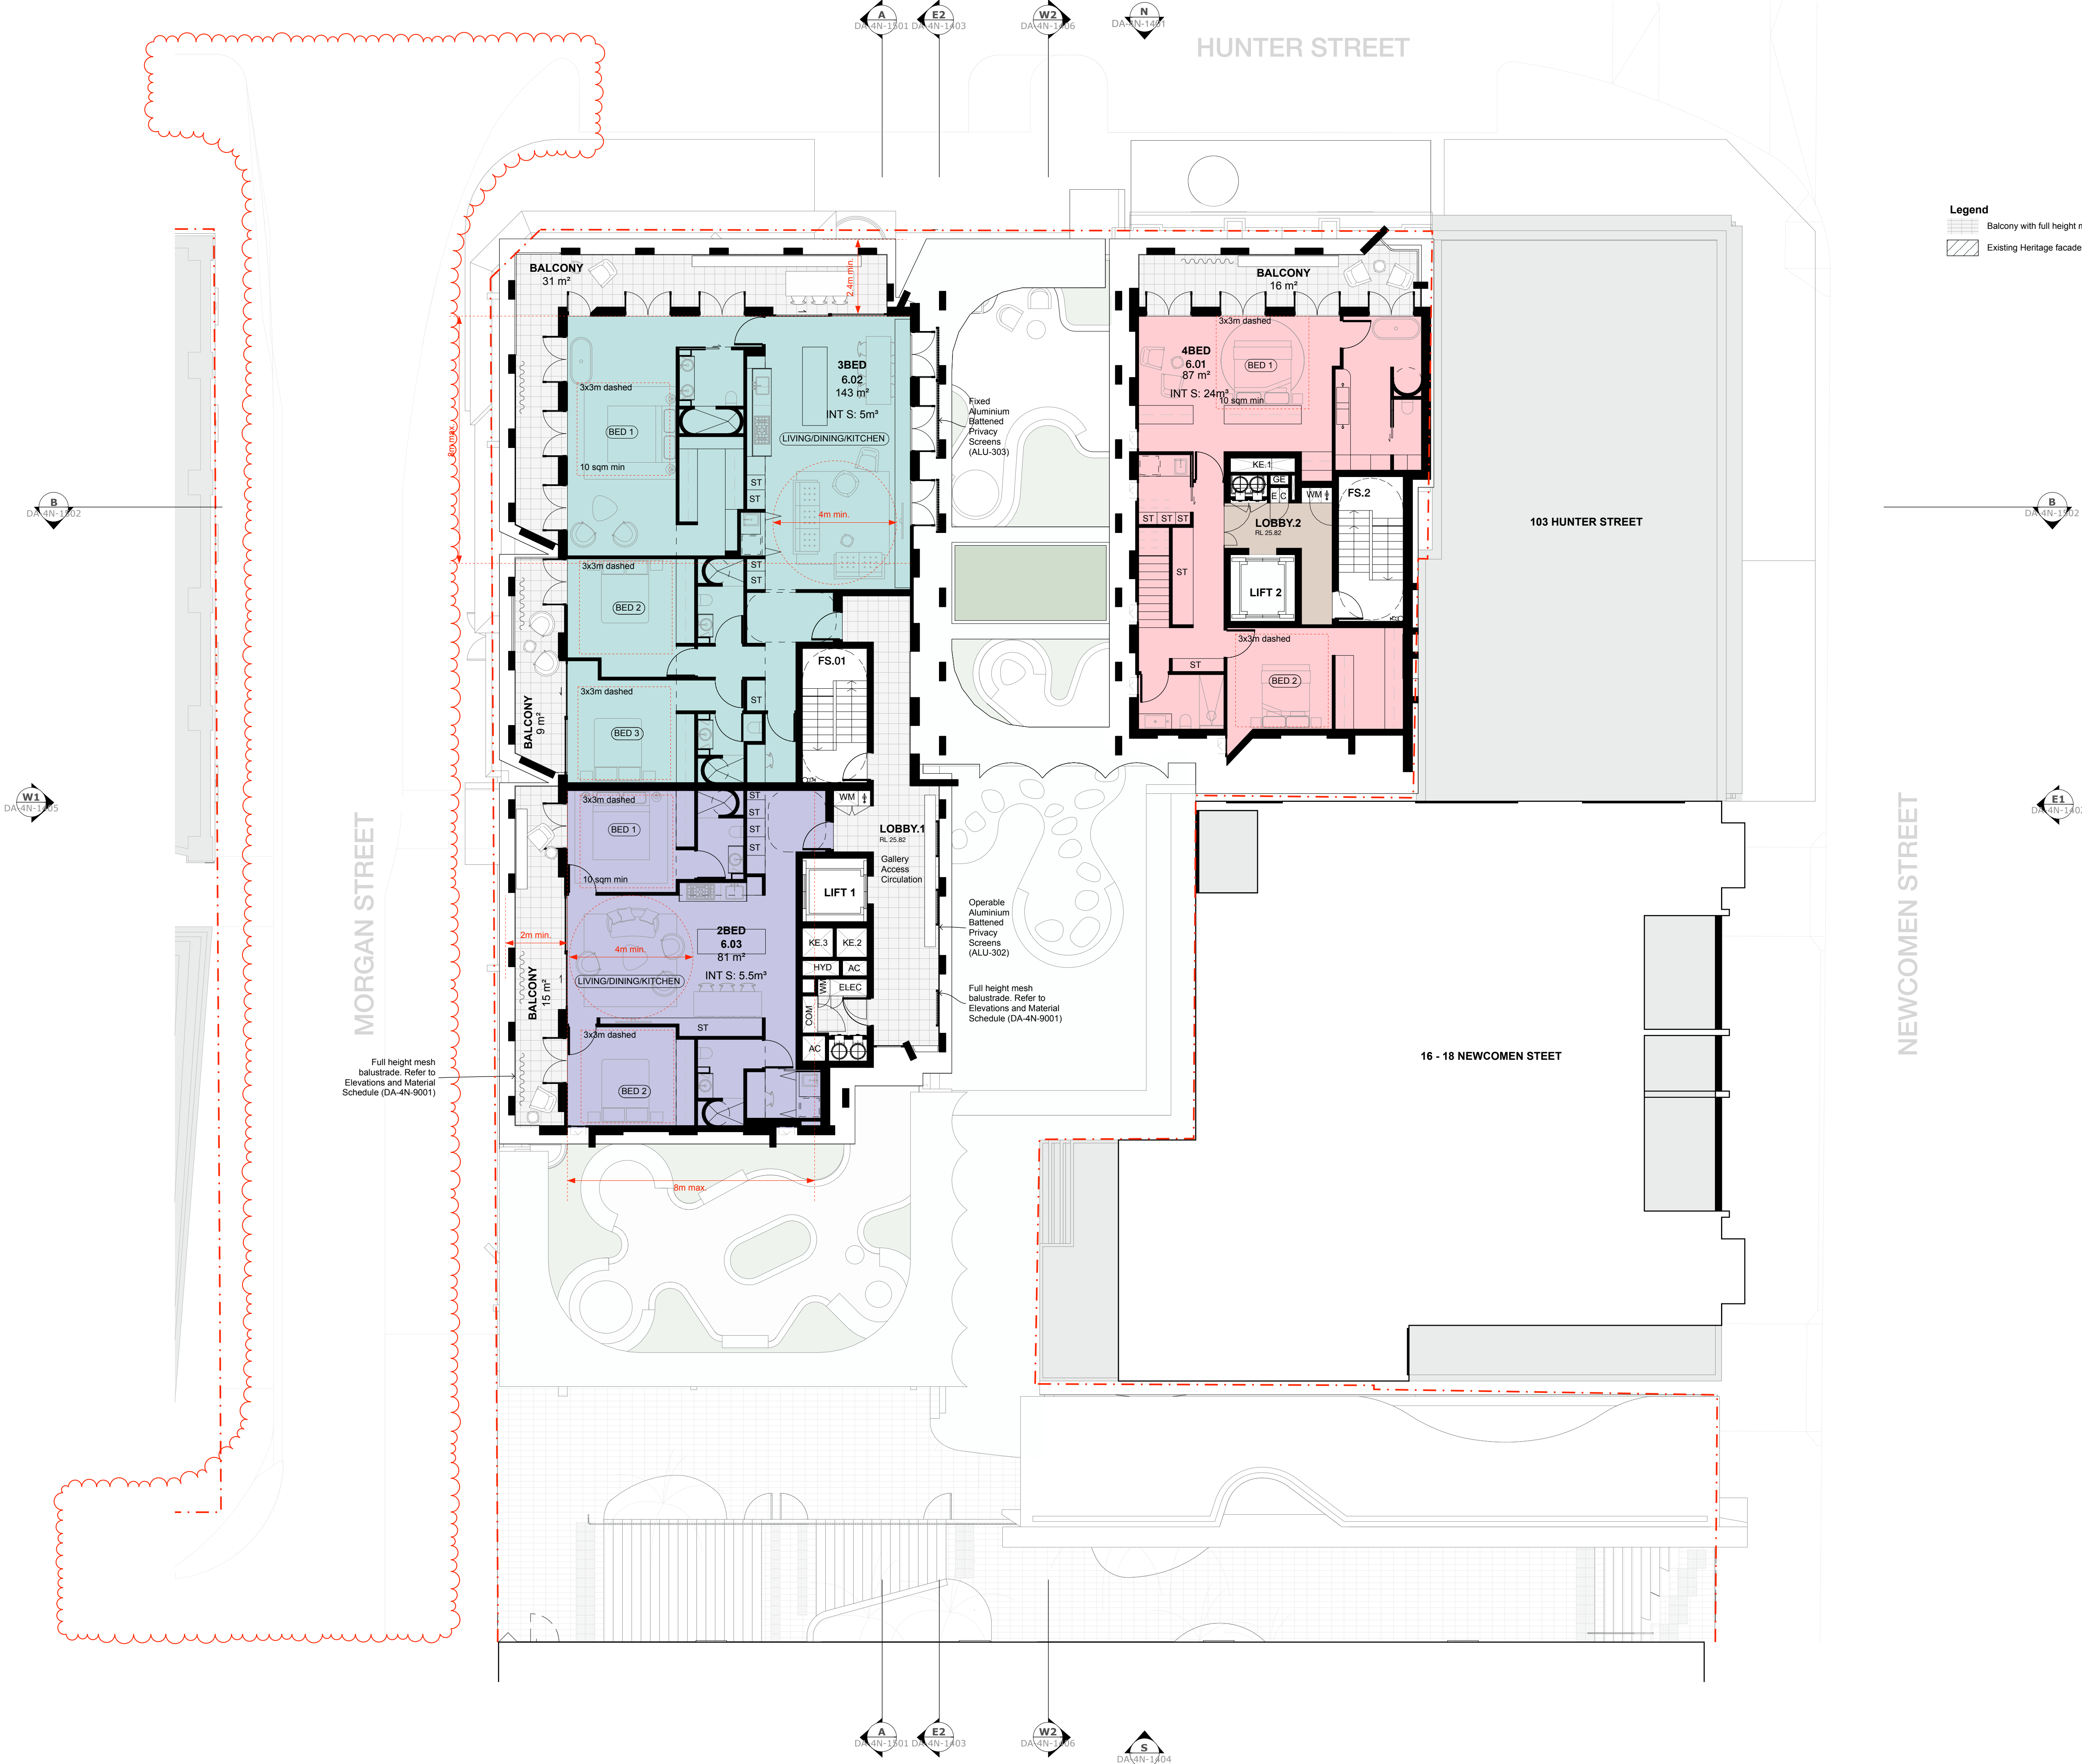 A
DA-4N-1501
E2
DA-4N-1403
W2
DA-4N-1406
N
DA-4N-1401
HUNTER STREET
Legend
Balcony with full height
Existing Heritage facade
BALCONY
31 m²
2.4m min.
BALCONY
16 m²
3x3m dashed
4BED
6.01
87 m²
INT S: 24m³
BED 1
10 sqm min
3BED
6.02
143 m²
INT S: 5m³
LIVING/DINING/KITCHEN
3x3m dashed
BED 1
10 sqm min
8m max.
Fixed
Aluminium
Battened
Privacy
Screens
(ALU-303)
ST
ST
4m min.
KE.1
GE
E
C
WM
FS.2
LOBBY.2
RL 25.82
ST
ST
ST
ST
LIFT 2
103 HUNTER STREET
B
DA-4N-1502
B
DA-4N-1502
3x3m dashed
BED 2
ST
ST
3x3m dashed
BED 2
ST
FS.01
3x3m dashed
BED 3
ST
BALCONY
9 m²
W1
DA-4N-1405
E1
DA-4N-1402
MORGAN STREET
NEWCOMEN STREET
3x3m dashed
BED 1
10 sqm min
ST
ST
ST
ST
WM
LOBBY.1
RL 25.82
Gallery
Access
Circulation
LIFT 1
2BED
6.03
81 m²
INT S: 5.5m³
LIVING/DINING/KITCHEN
2m min.
4m min.
BALCONY
15 m²
KE.3
KE.2
HYD
AC
WM
ELEC
COM
AC
Operable
Aluminium
Battened
Privacy
Screens
(ALU-302)
Full height mesh
balustrade. Refer to
Elevations and Material
Schedule (DA-4N-9001)
ST
3x3m dashed
BED 2
Full height mesh
balustrade. Refer to
Elevations and Material
Schedule (DA-4N-9001)
16 - 18 NEWCOMEN STEET
8m max.
A
DA-4N-1501
E2
DA-4N-1403
W2
DA-4N-1406
S
DA-4N-1404